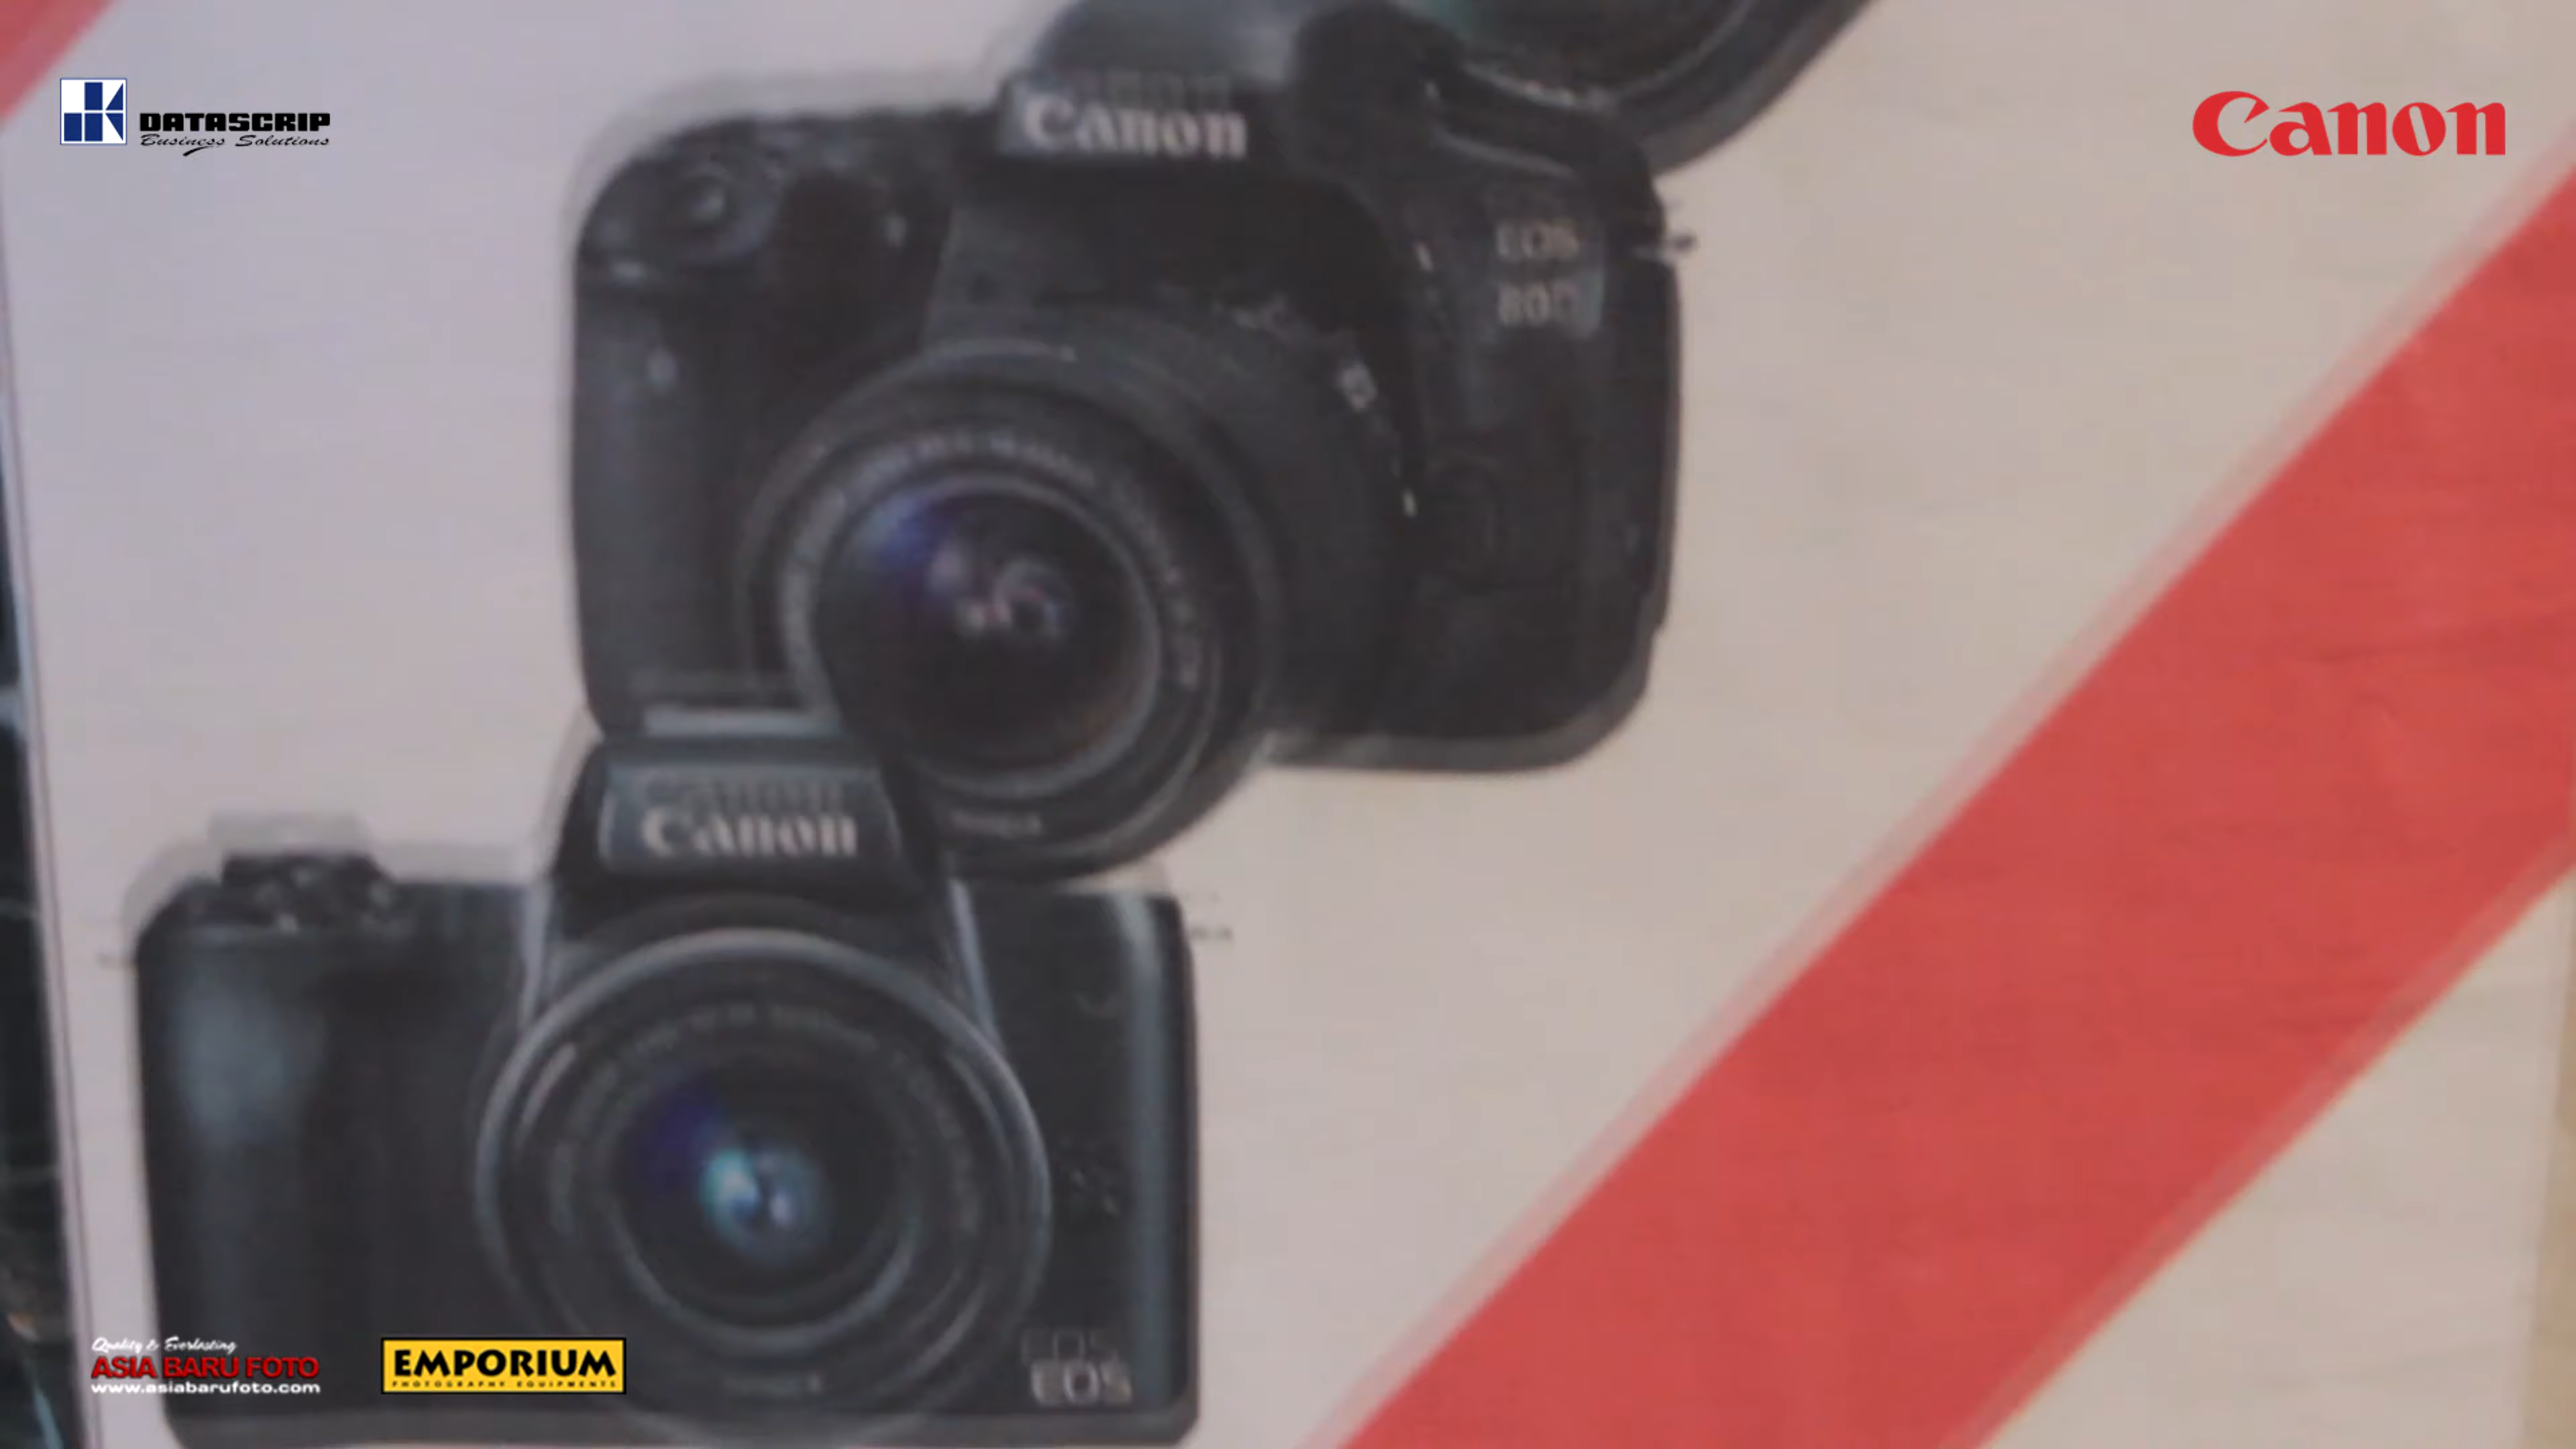 DATASCRIP
Business Solutions
Canon
Canon
EOS
80D
Canon
EOS
Quality & Everlasting
ASIA BARU FOTO
www.asiabarufoto.com
EMPORIUM
PHOTOGRAPHY EQUIPMENTS